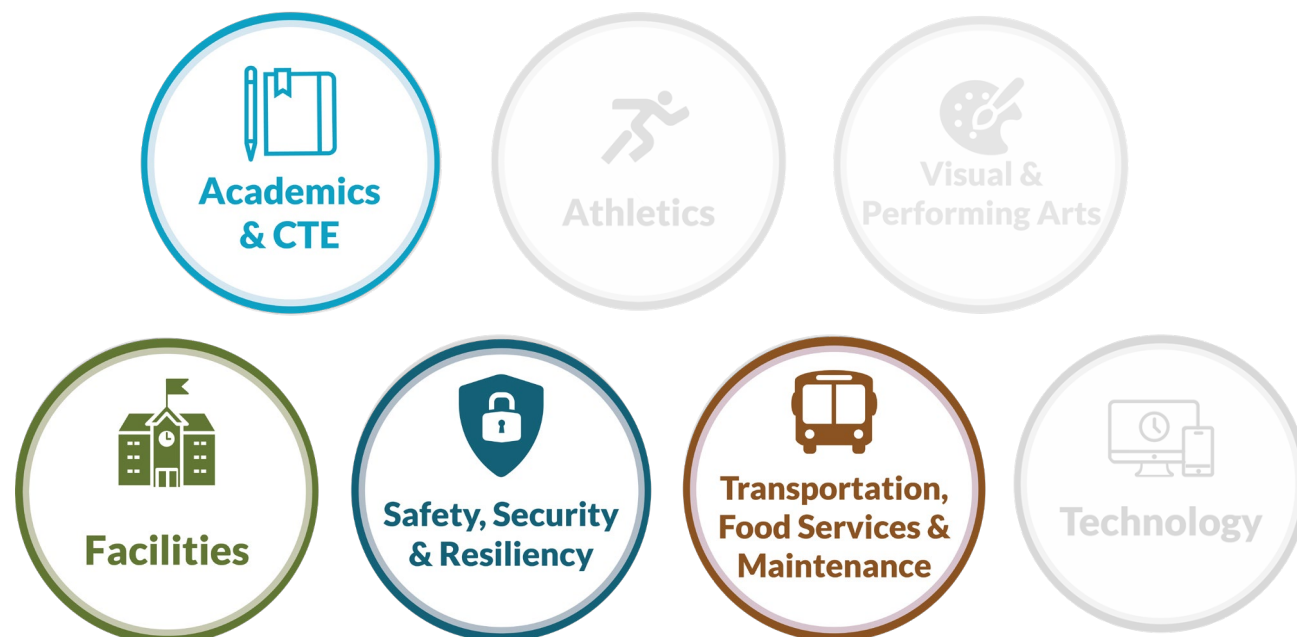 Academics
& CTE
Athletics
Visual &
Performing Arts
Facilities
Safety, Security
& Resiliency
Transportation,
Food Services &
Maintenance
Technology